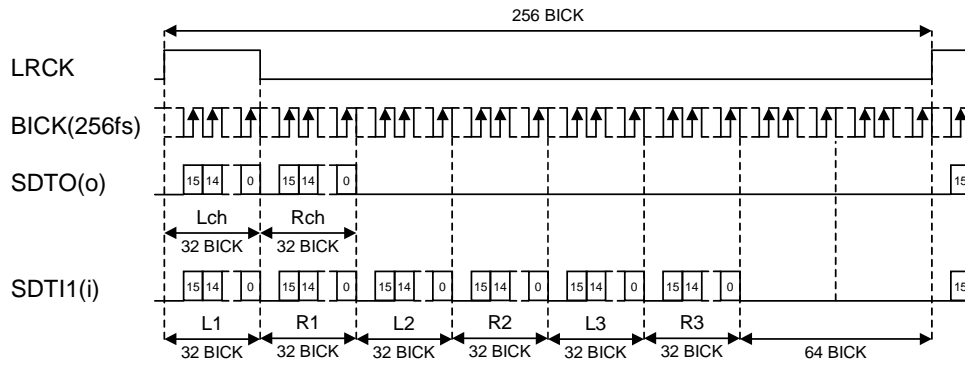 256 BICK
LRCK
BICK(256fs)
SDTO(o) 15 14 0 15 14 0 15
Lch Rch
32 BICK 32 BICK
SDTI1(i) 15 14 0 15 14 0 15 14 0 15 14 0 15 14 0 15 14 0 15
L1 R1 L2 R2 L3 R3
32 BICK 32 BICK 32 BICK 32 BICK 32 BICK 32 BICK 64 BICK